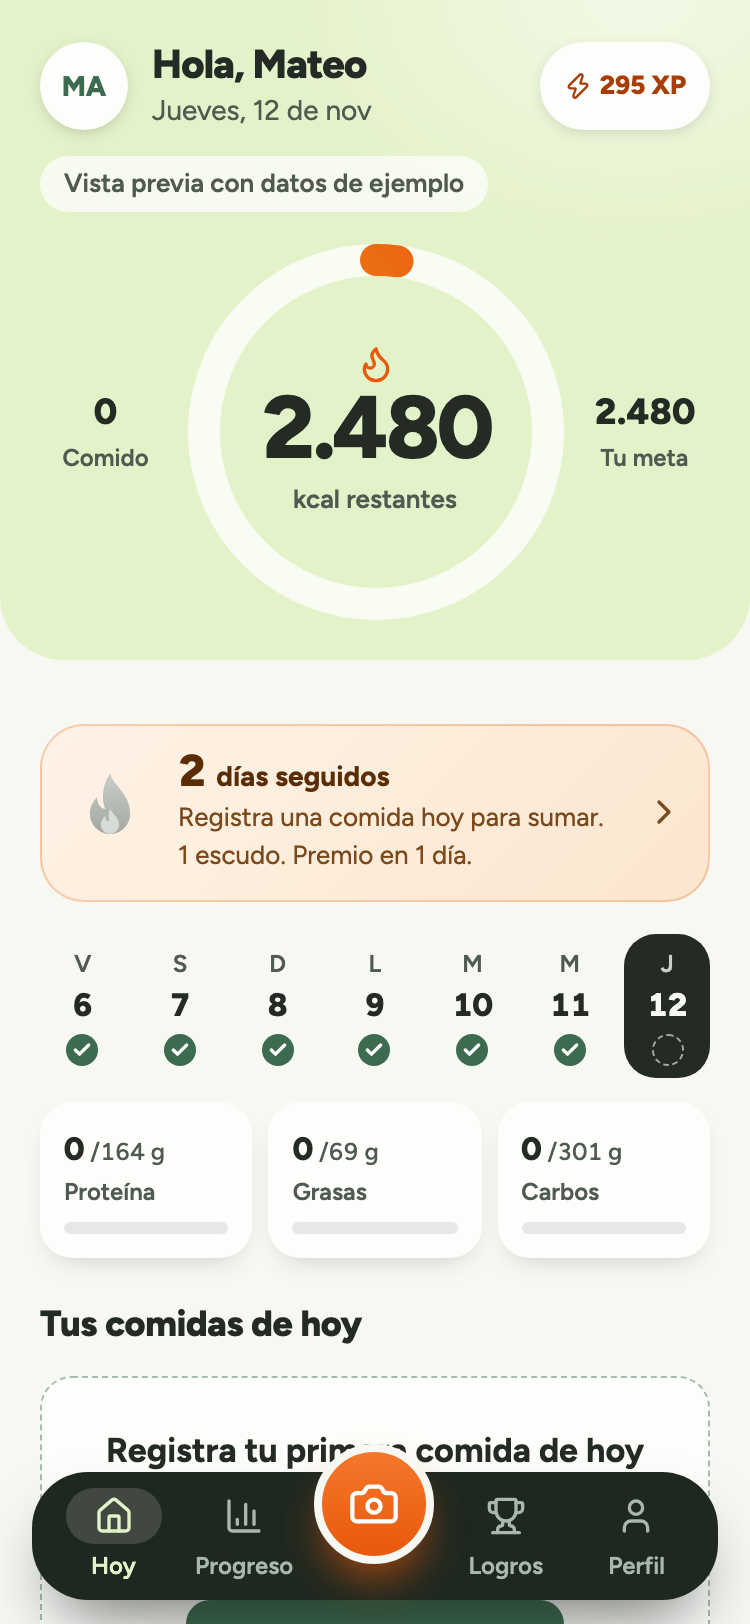 MA
Hola, Mateo
Jueves, 12 de nov
295 XP
Vista previa con datos de ejemplo
0
Comido
2.480
kcal restantes
2.480
Tu meta
2 días seguidos
Registra una comida hoy para sumar.
1 escudo. Premio en 1 día.
V S D L M M J
6 7 8 9 10 11 12
0 /164 g
Proteína
0 /69 g
Grasas
0 /301 g
Carbos
Tus comidas de hoy
Registra tu primera comida de hoy
Hoy
Progreso
Logros
Perfil